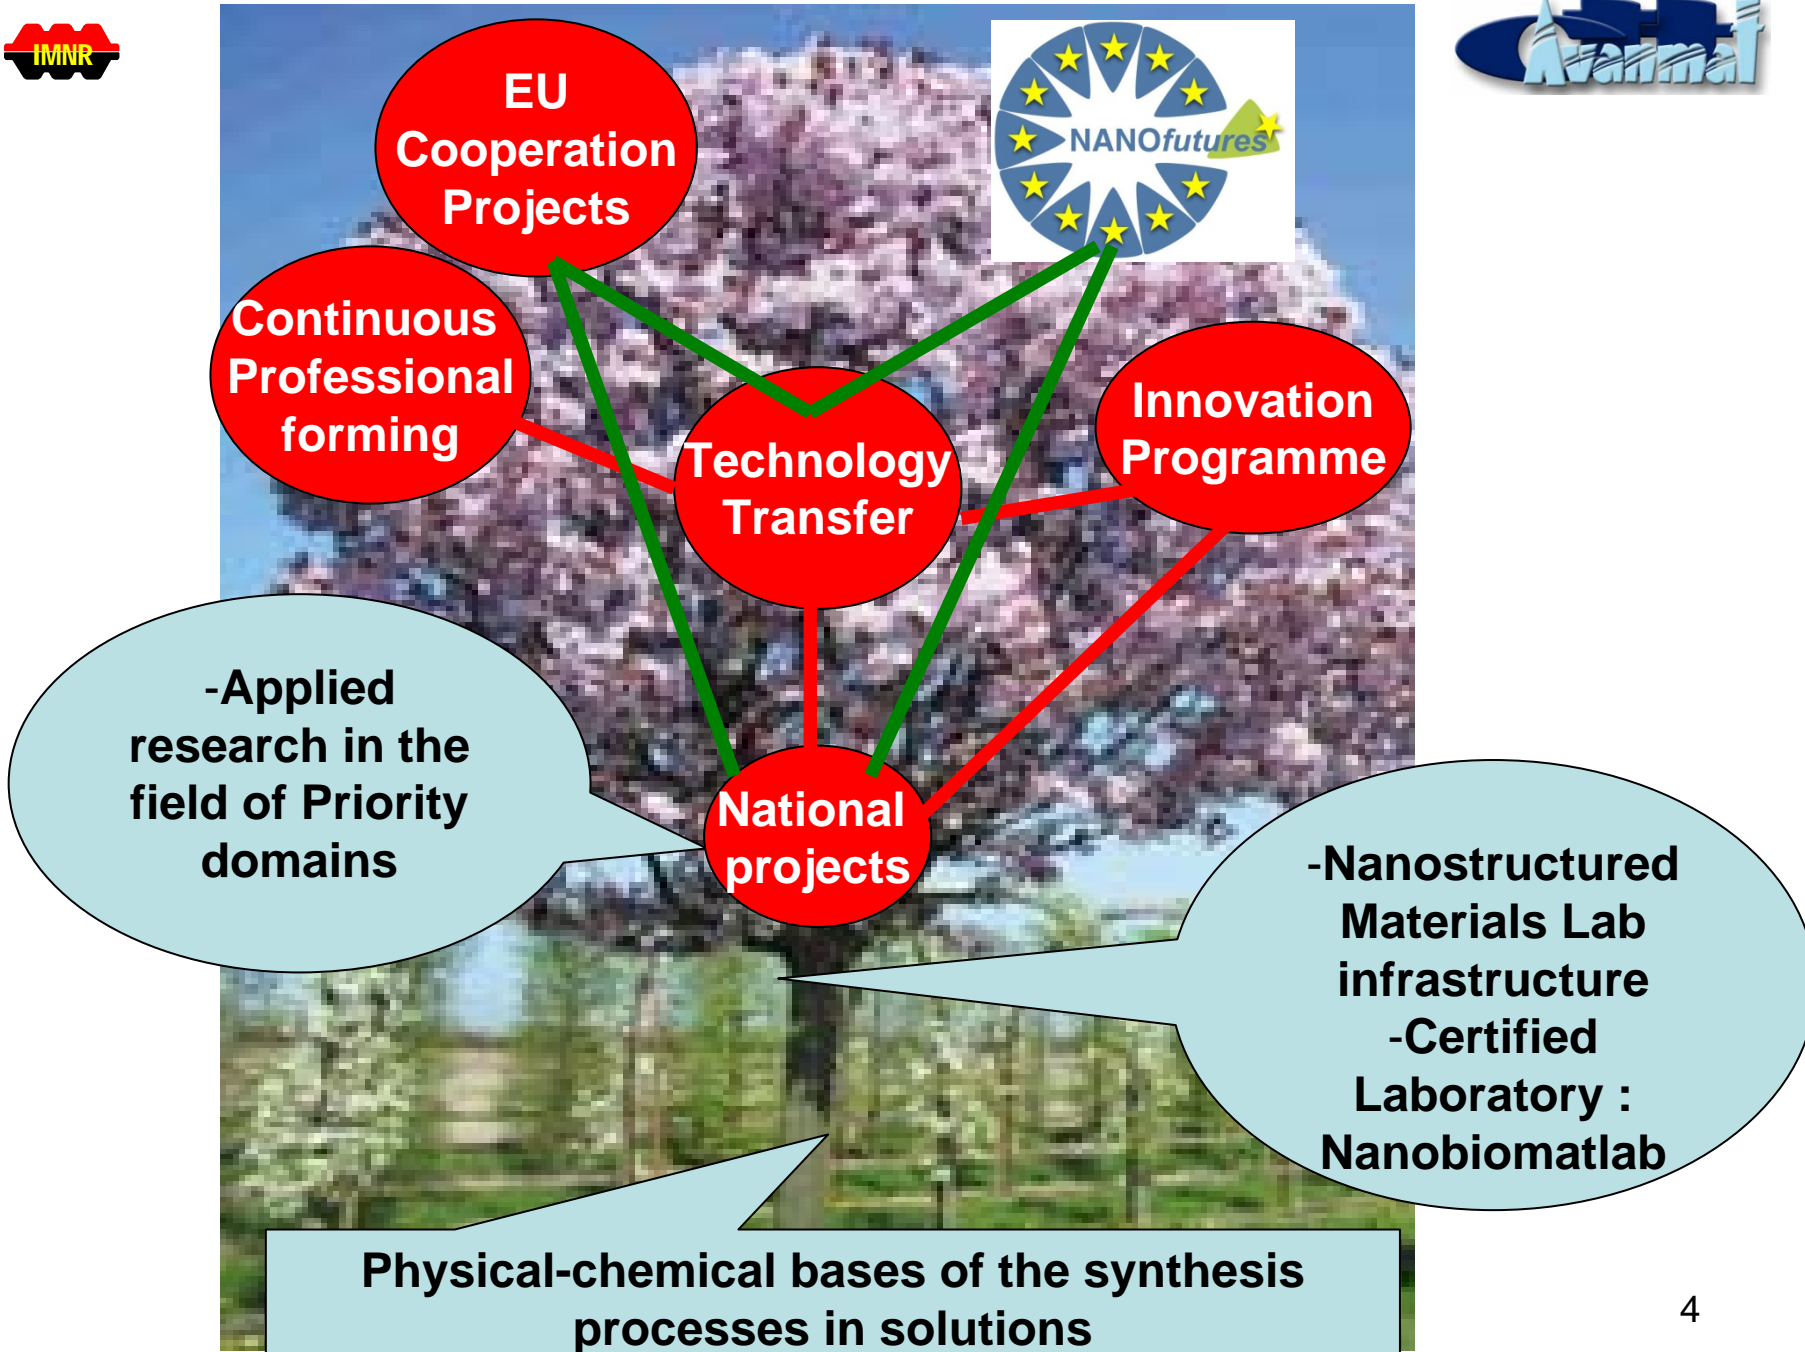 IMNR
Avanmat
EU
Cooperation
Projects
NANOfutures
Continuous
Professional
forming
Innovation
Programme
Technology
Transfer
-Applied
research in the
field of Priority
domains
National
projects
-Nanostructured
Materials Lab
infrastructure
-Certified
Laboratory :
Nanobiomatlab
Physical-chemical bases of the synthesis
processes in solutions
4